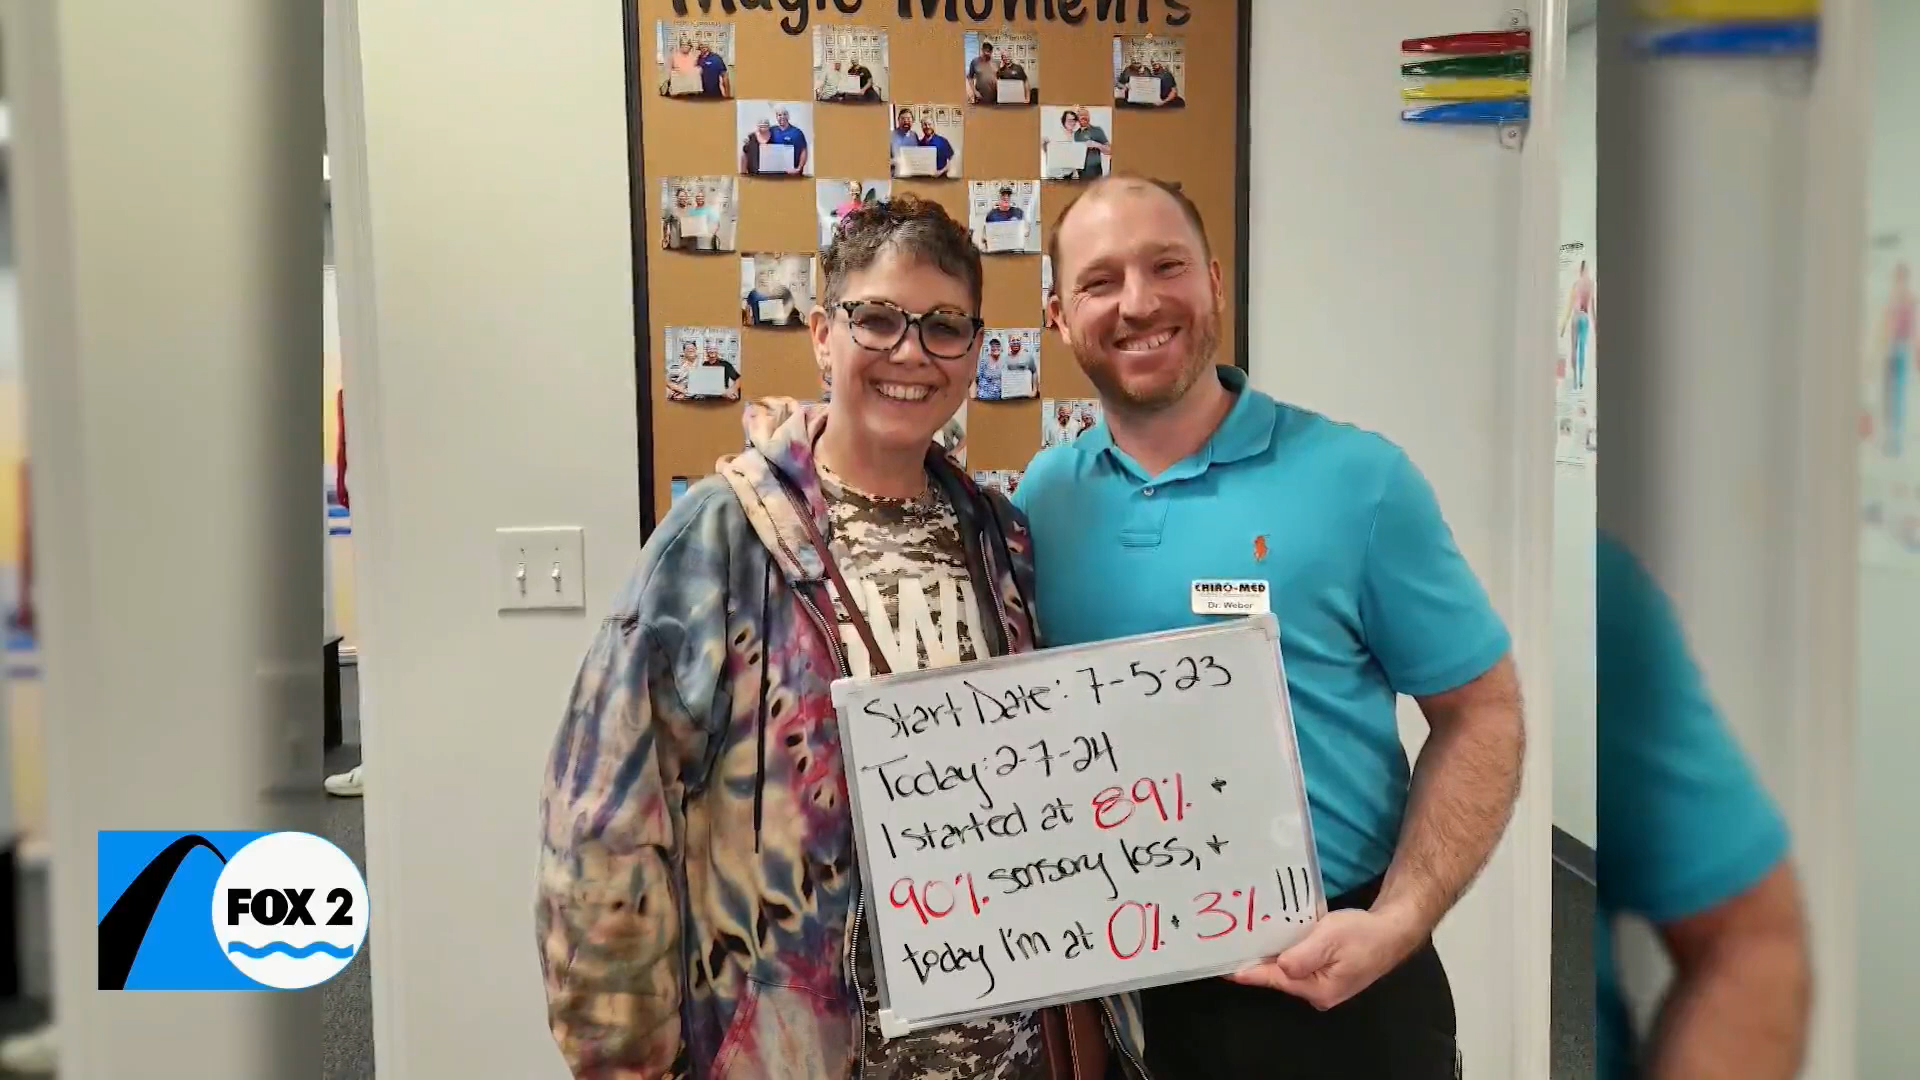 Magic Moments
CHIRO-MED
Dr. Weber
Start Date: 7-5-23
Today: 2-7-24
I started at 89% +
90% sensory loss, +
today I'm at 0% + 3% !!!
FOX 2